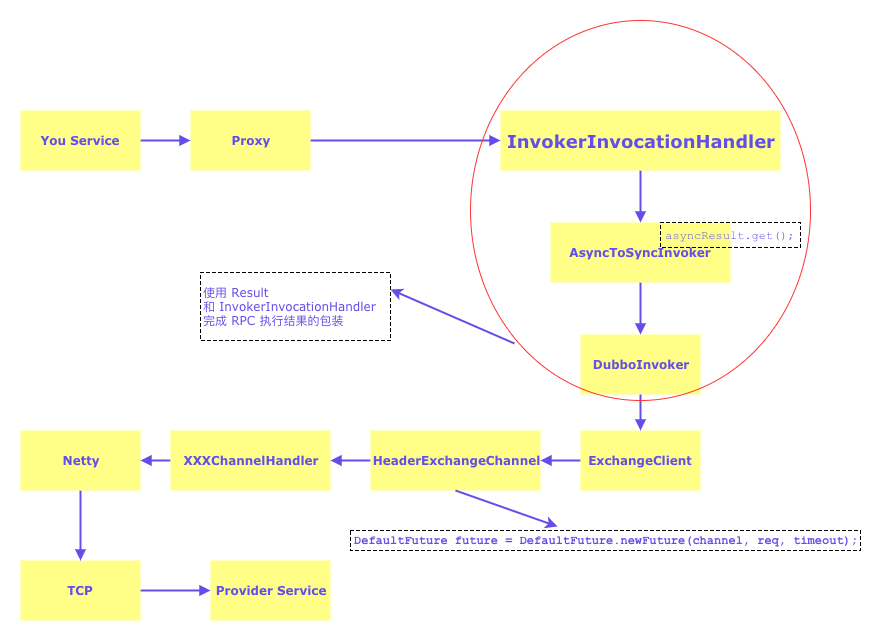 You Service
Proxy
InvokerInvocationHandler
asyncResult.get();
AsyncToSyncInvoker
使用 Result
和 InvokerInvocationHandler
完成 RPC 执行结果的包装
DubboInvoker
Netty
XXXChannelHandler
HeaderExchangeChannel
ExchangeClient
DefaultFuture future = DefaultFuture.newFuture(channel, req, timeout);
TCP
Provider Service